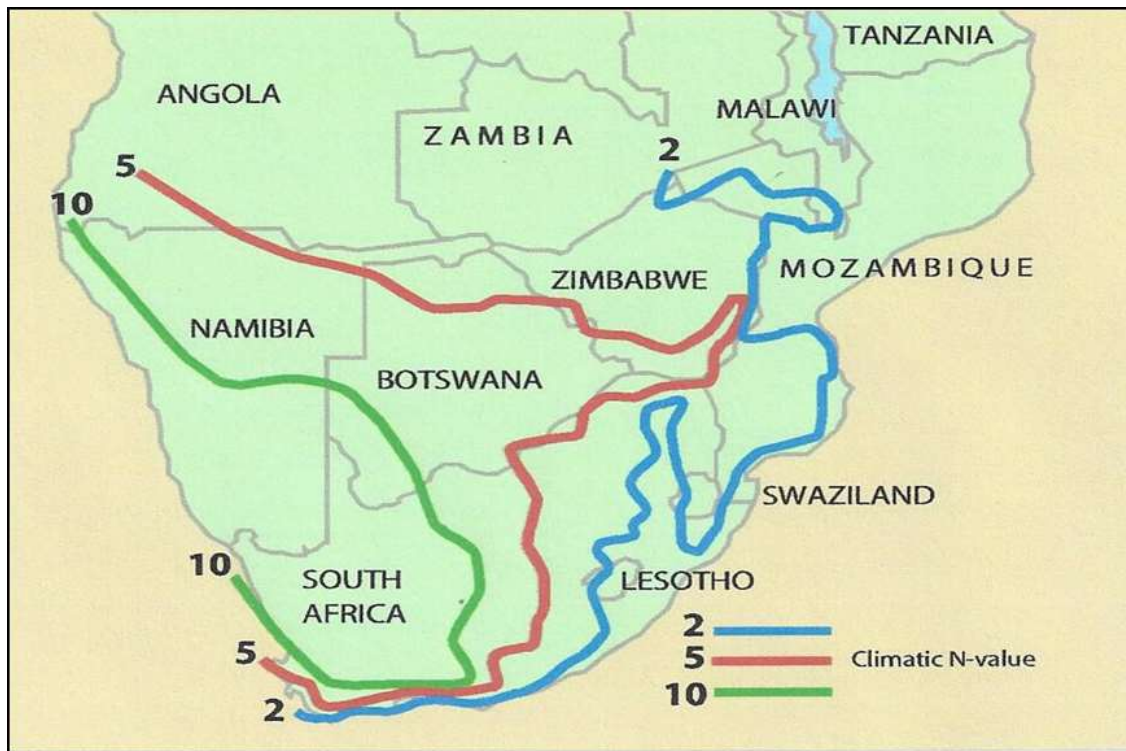 TANZANIA
ANGOLA
MALAWI
ZAMBIA
2
5
10
ZIMBABWE
MOZAMBIQUE
NAMIBIA
BOTSWANA
SWAZILAND
10
SOUTH
AFRICA
LESOTHO
2
5
5 Climatic N-value
10
2